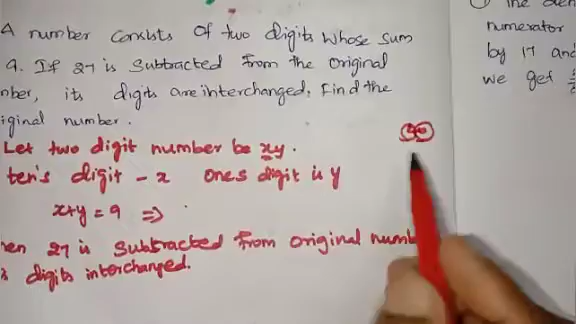 A number consists of two digits whose sum
9. If 27 is subtracted from the original
nber, its digits are interchanged. Find the
iginal number.
Let two digit number be xy.
ten's digit - x ones digit is y
x+y = 9 =>
hen 27 is subtracted from original numb
s digits interchanged.
numerator
by 17 and
we get